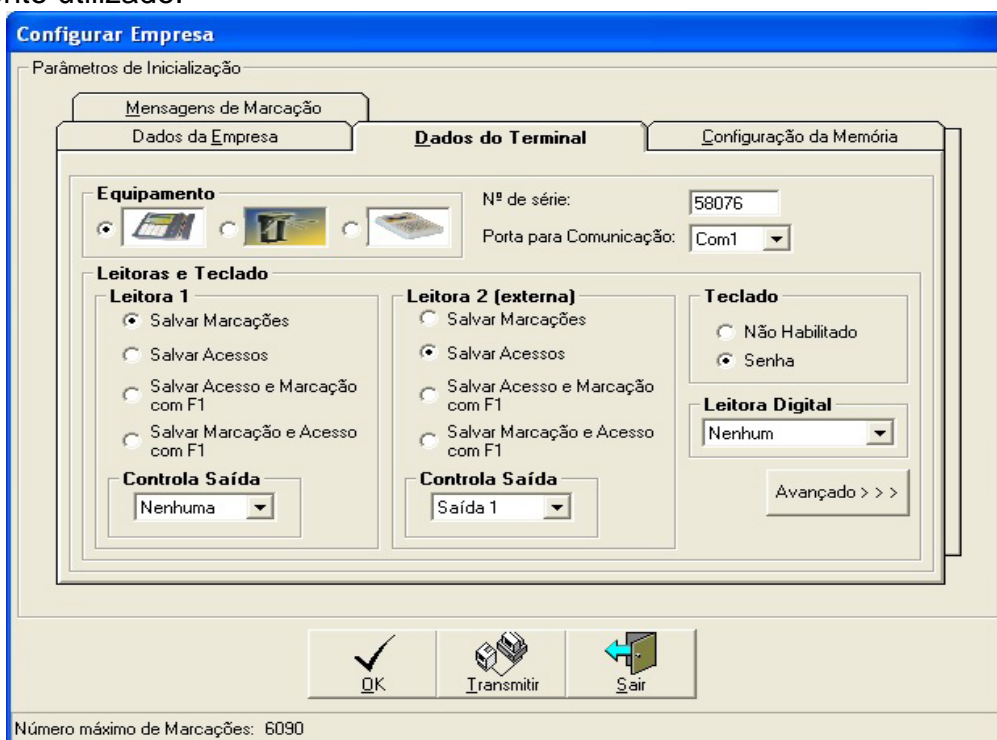 nto utilizado.
Configurar Empresa
Parâmetros de Inicialização
Mensagens de Marcação
Dados da Empresa
Dados do Terminal
Configuração da Memória
Equipamento
Nº de série:
58076
Porta para Comunicação:
Com1
Leitoras e Teclado
Leitora 1
Salvar Marcações
Salvar Acessos
Salvar Acesso e Marcação
com F1
Salvar Marcação e Acesso
com F1
Controla Saída
Nenhuma
Leitora 2 (externa)
Salvar Marcações
Salvar Acessos
Salvar Acesso e Marcação
com F1
Salvar Marcação e Acesso
com F1
Controla Saída
Saída 1
Teclado
Não Habilitado
Senha
Leitora Digital
Nenhum
Avançado > > >
OK
Transmitir
Sair
Número máximo de Marcações: 6090